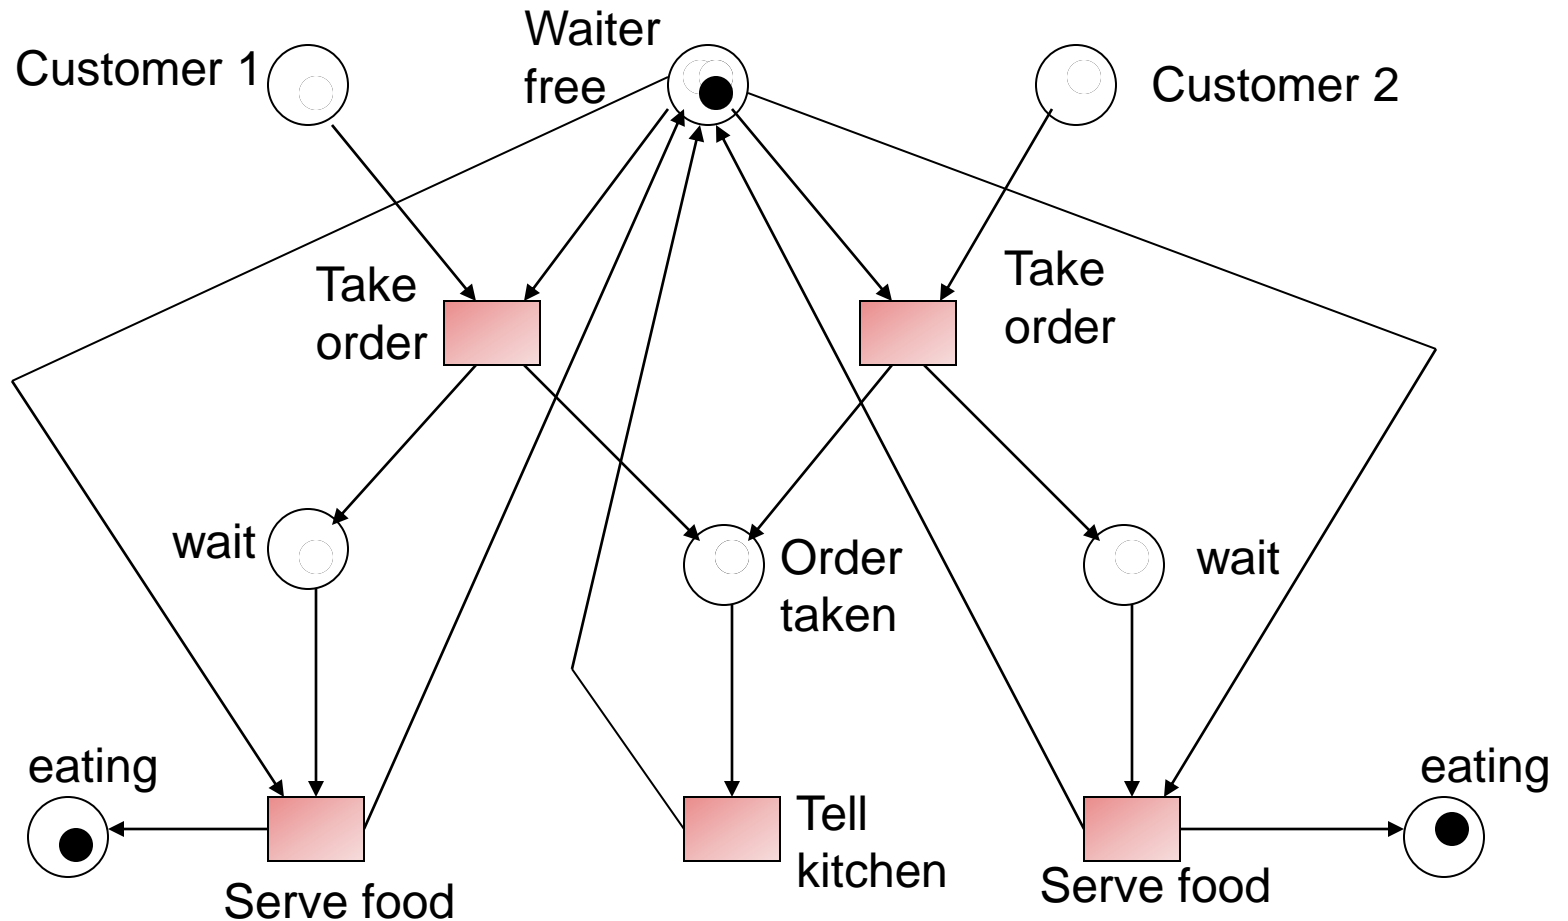 Waiter
free
Customer 1
Customer 2
Take
order
Take
order
wait
Order
taken
wait
eating
eating
Tell
kitchen
Serve food
Serve food